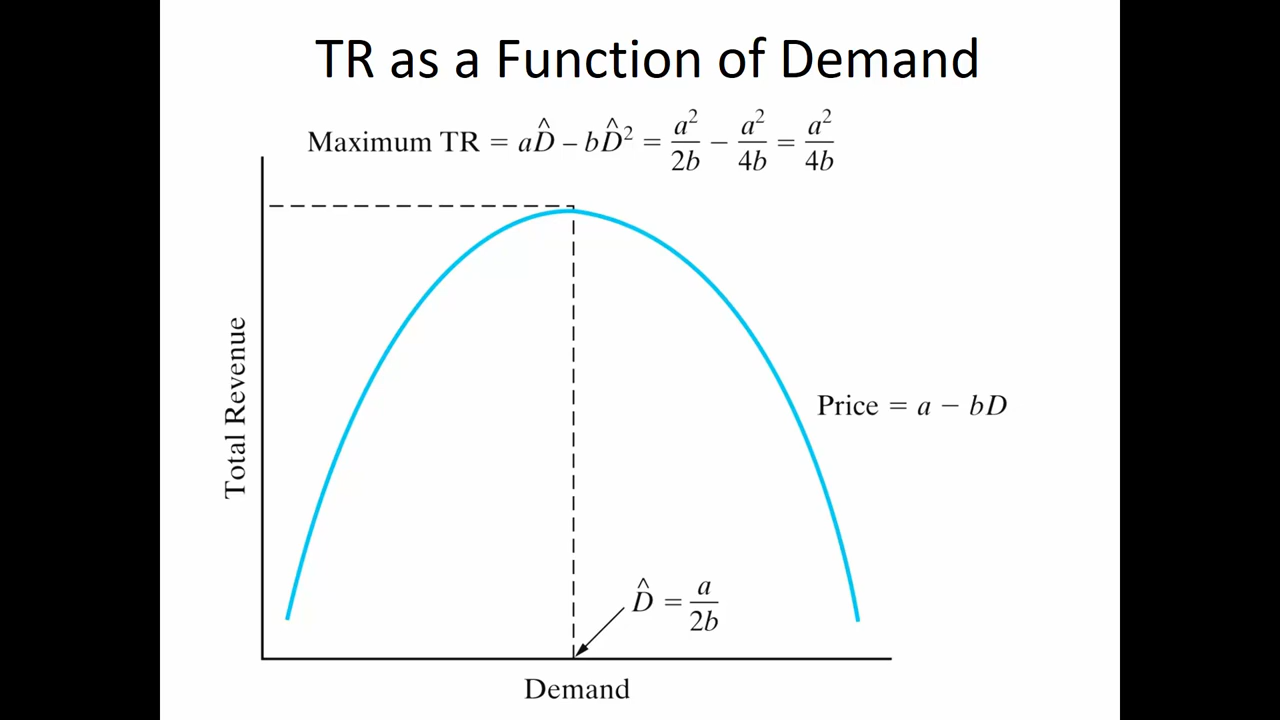 TR as a Function of Demand
Maximum TR = aD̂ – bD̂² = a²/2b − a²/4b = a²/4b
Total Revenue
Price = a − bD
D̂ = a/2b
Demand